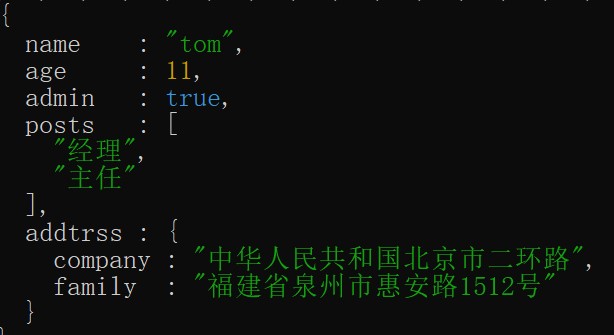 {
  name    : "tom",
  age     : 11,
  admin   : true,
  posts   : [
    "经理",
    "主任"
  ],
  addtrss : {
    company : "中华人民共和国北京市二环路",
    family  : "福建省泉州市惠安路1512号"
  }
}